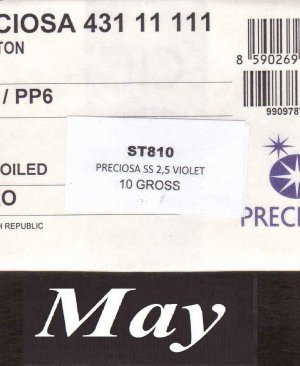 CIOSA 431 11 111
TON
8 590269
/ PP6
990978
ST810
PRECIOSA SS 2,5 VIOLET
10 GROSS
OILED
RO
H REPUBLIC
PRECI
May